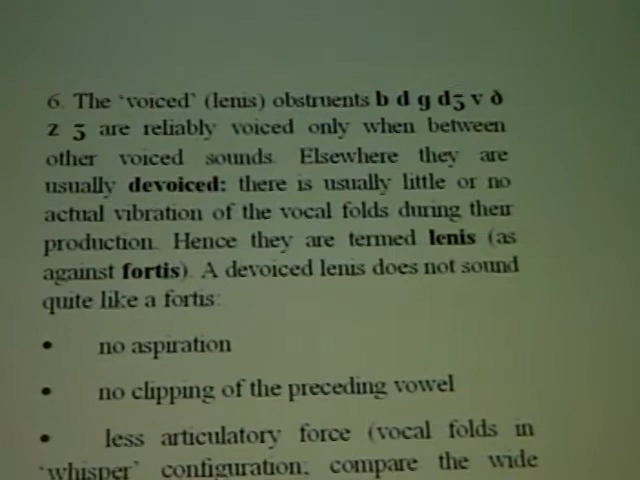 6. The ‘voiced’ (lenis) obstruents b d g dʒ v ð
z ʒ are reliably voiced only when between
other voiced sounds. Elsewhere they are
usually devoiced: there is usually little or no
actual vibration of the vocal folds during their
production. Hence they are termed lenis (as
against fortis). A devoiced lenis does not sound
quite like a fortis:
• no aspiration
• no clipping of the preceding vowel
• less articulatory force (vocal folds in
‘whisper’ configuration; compare the wide